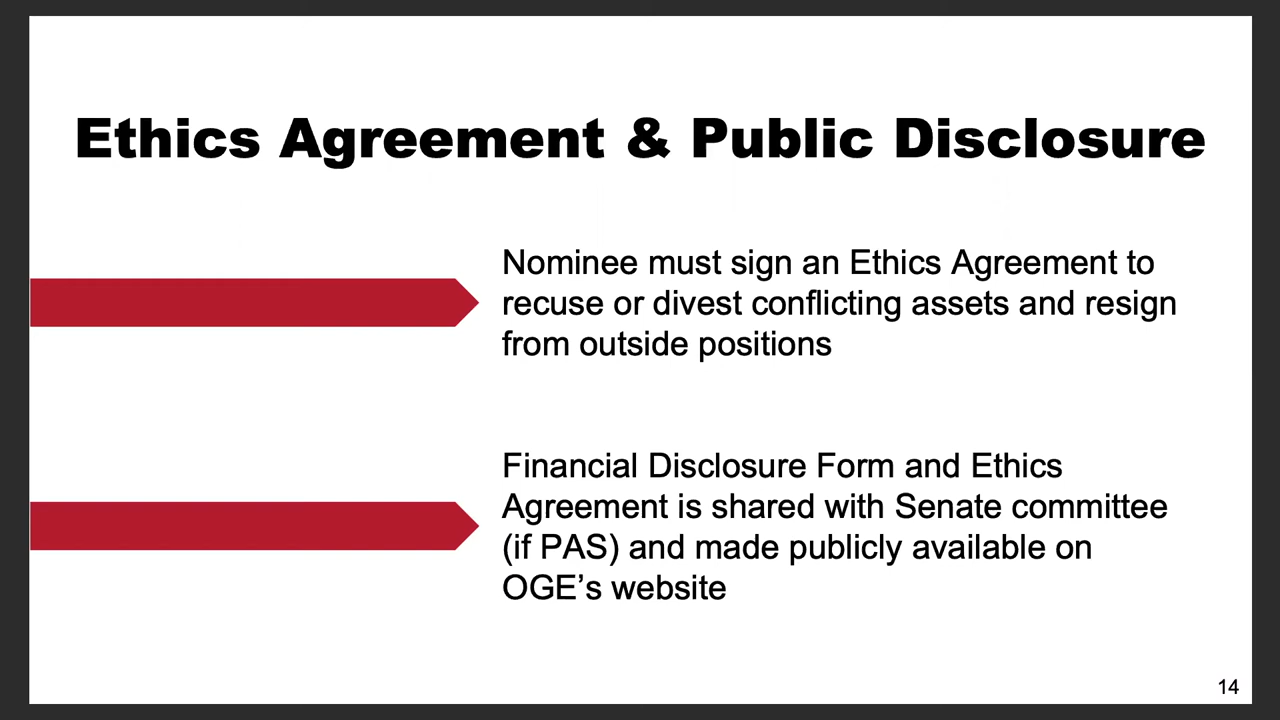 Ethics Agreement & Public Disclosure
Nominee must sign an Ethics Agreement to
recuse or divest conflicting assets and resign
from outside positions
Financial Disclosure Form and Ethics
Agreement is shared with Senate committee
(if PAS) and made publicly available on
OGE’s website
14